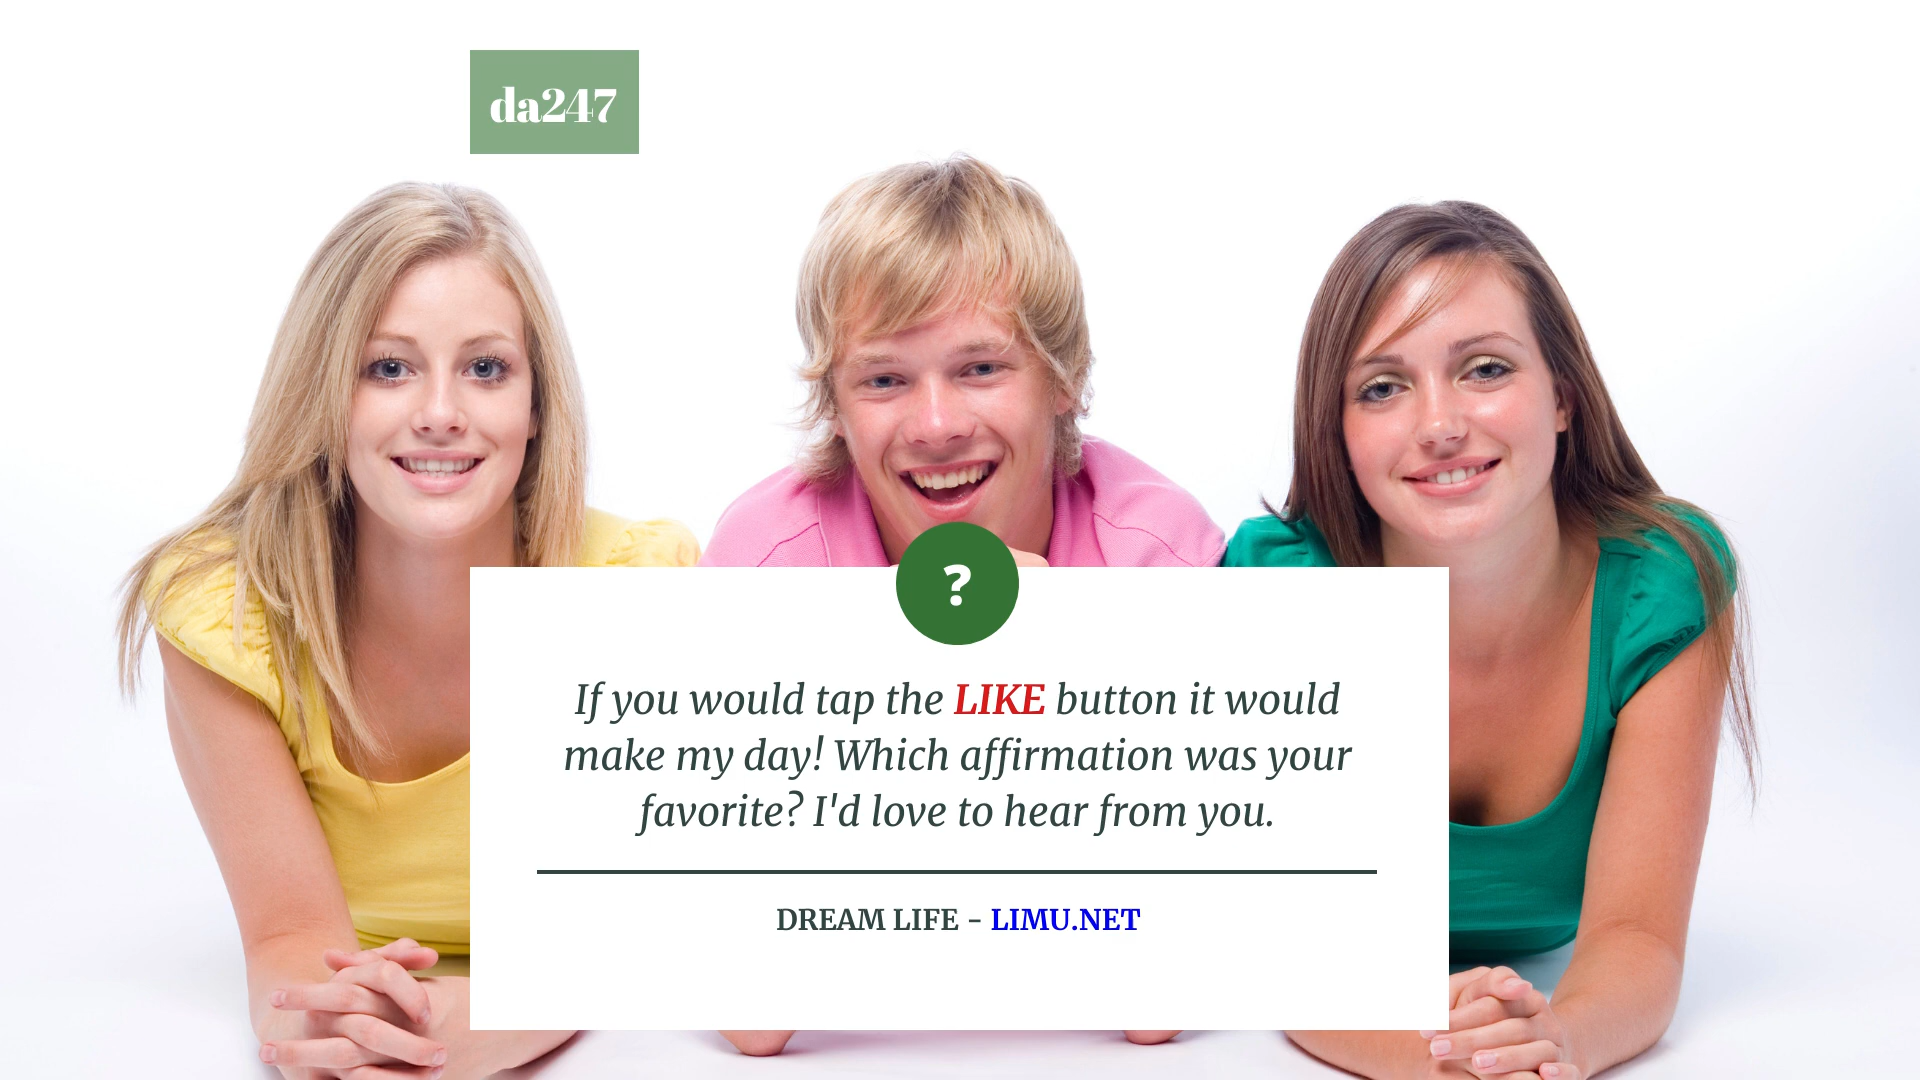 da247
?
If you would tap the LIKE button it would
make my day! Which affirmation was your
favorite? I'd love to hear from you.
DREAM LIFE - LIMU.NET